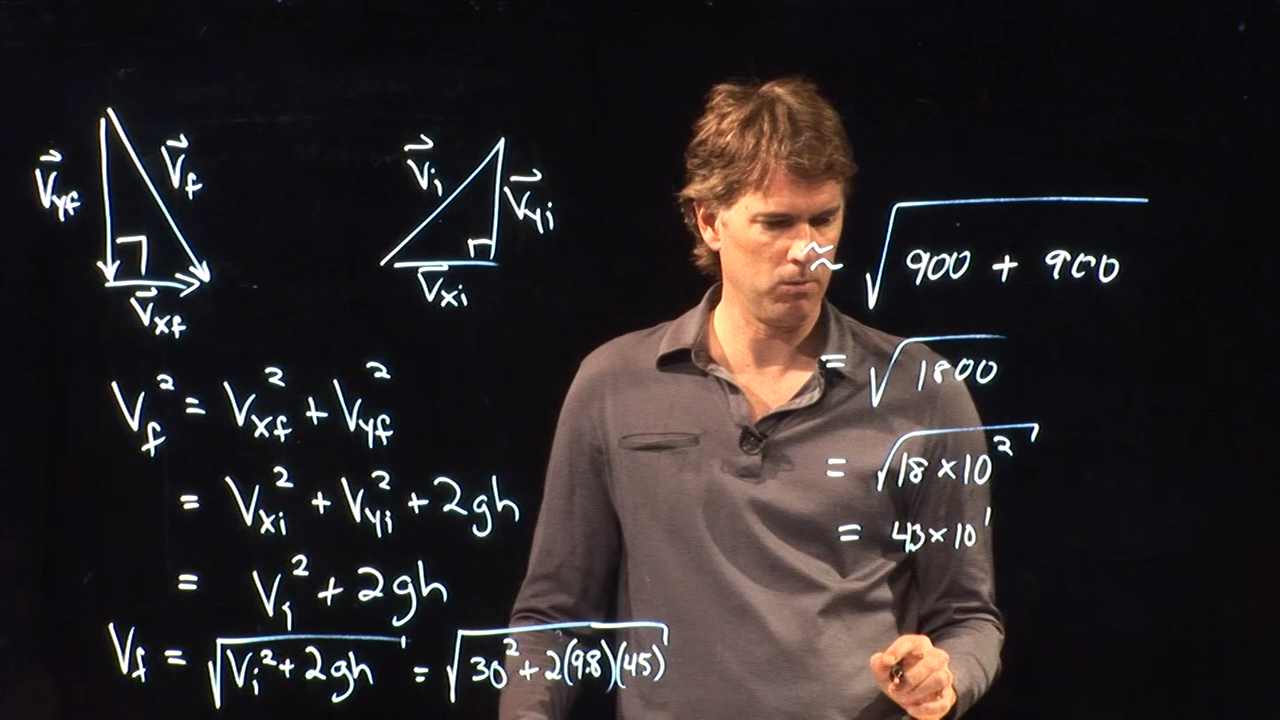 V⃗yf V⃗f V⃗xf
V⃗i V⃗yi V⃗xi
Vf² = Vxf² + Vyf²
= Vxi² + Vyi² + 2gh
= Vi² + 2gh
Vf = √(Vi² + 2gh) = √(30² + 2(9.8)(45))
≈ √(900 + 900)
= √1800
= √(18 × 10²)
= 43 × 10¹